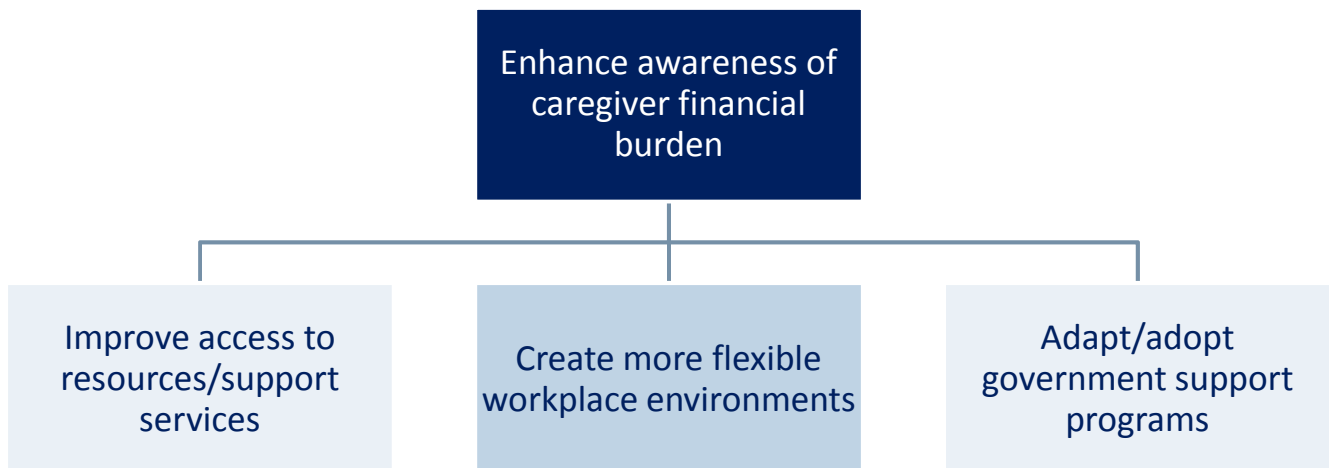 Enhance awareness of
caregiver financial
burden
Improve access to
resources/support
services
Create more flexible
workplace environments
Adapt/adopt
government support
programs